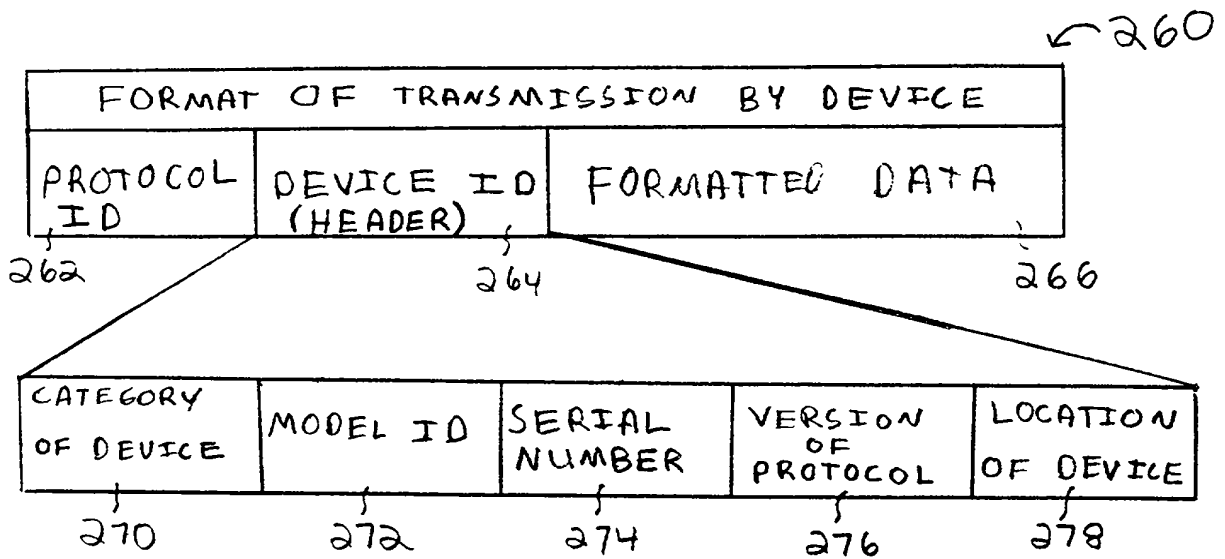 260
FORMAT OF TRANSMISSION BY DEVICE
PROTOCOL
ID
DEVICE ID
(HEADER)
FORMATTED DATA
262
264
266
CATEGORY
OF DEVICE
MODEL ID
SERIAL
NUMBER
VERSION
OF
PROTOCOL
LOCATION
OF DEVICE
270
272
274
276
278